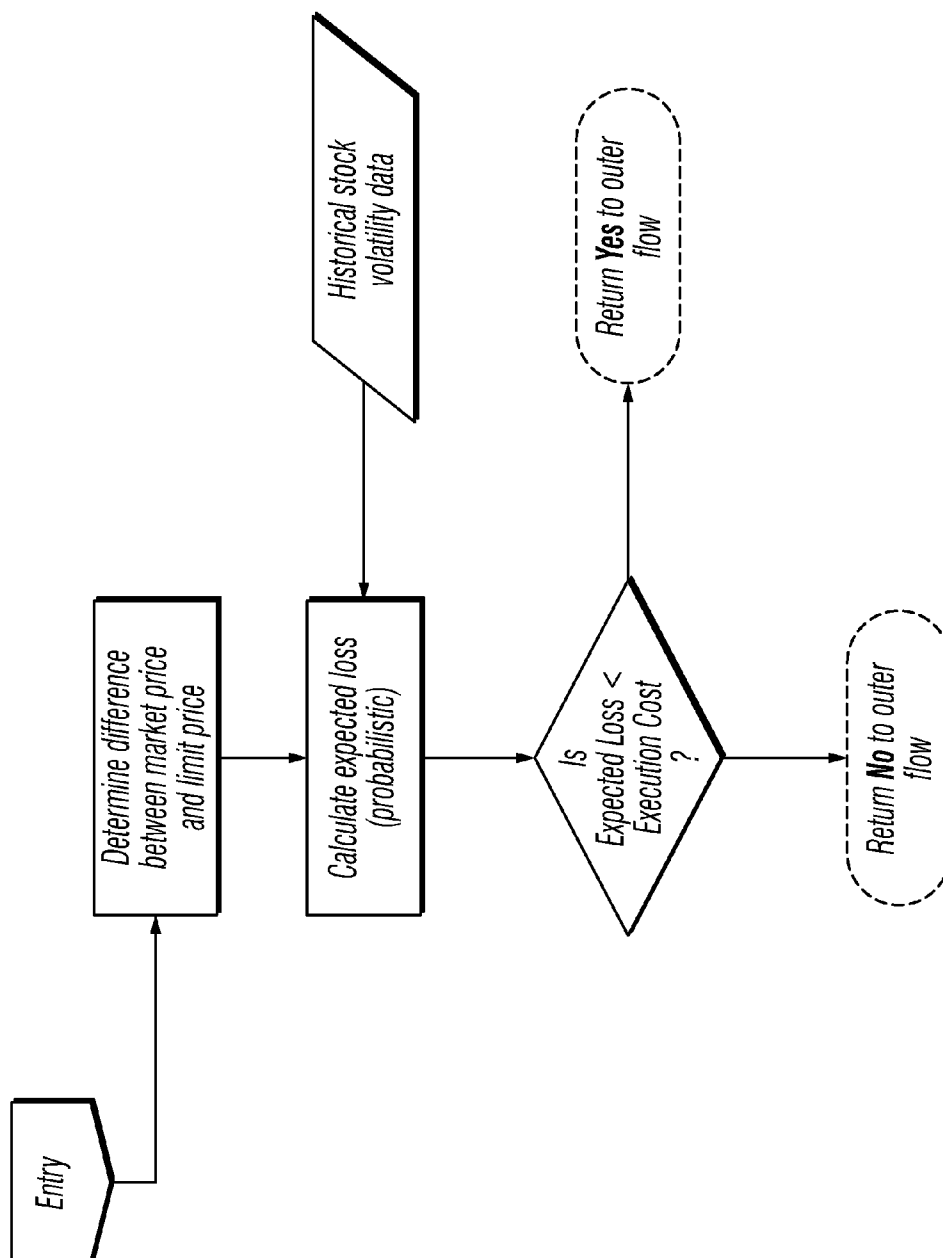 Entry
Determine difference
between market price
and limit price
Historical stock
volatility data
Calculate expected loss
(probabilistic)
Is
Expected Loss <
Execution Cost
?
Return Yes to outer
flow
Return No to outer
flow